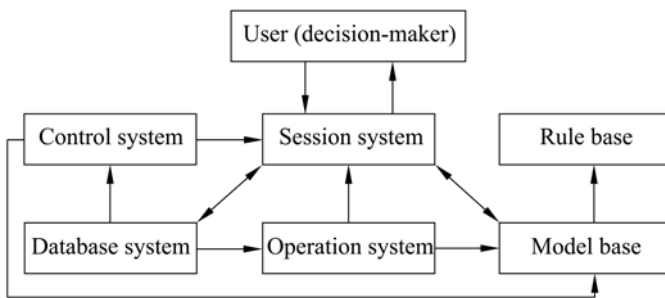 User (decision-maker)
Control system
Session system
Rule base
Database system
Operation system
Model base